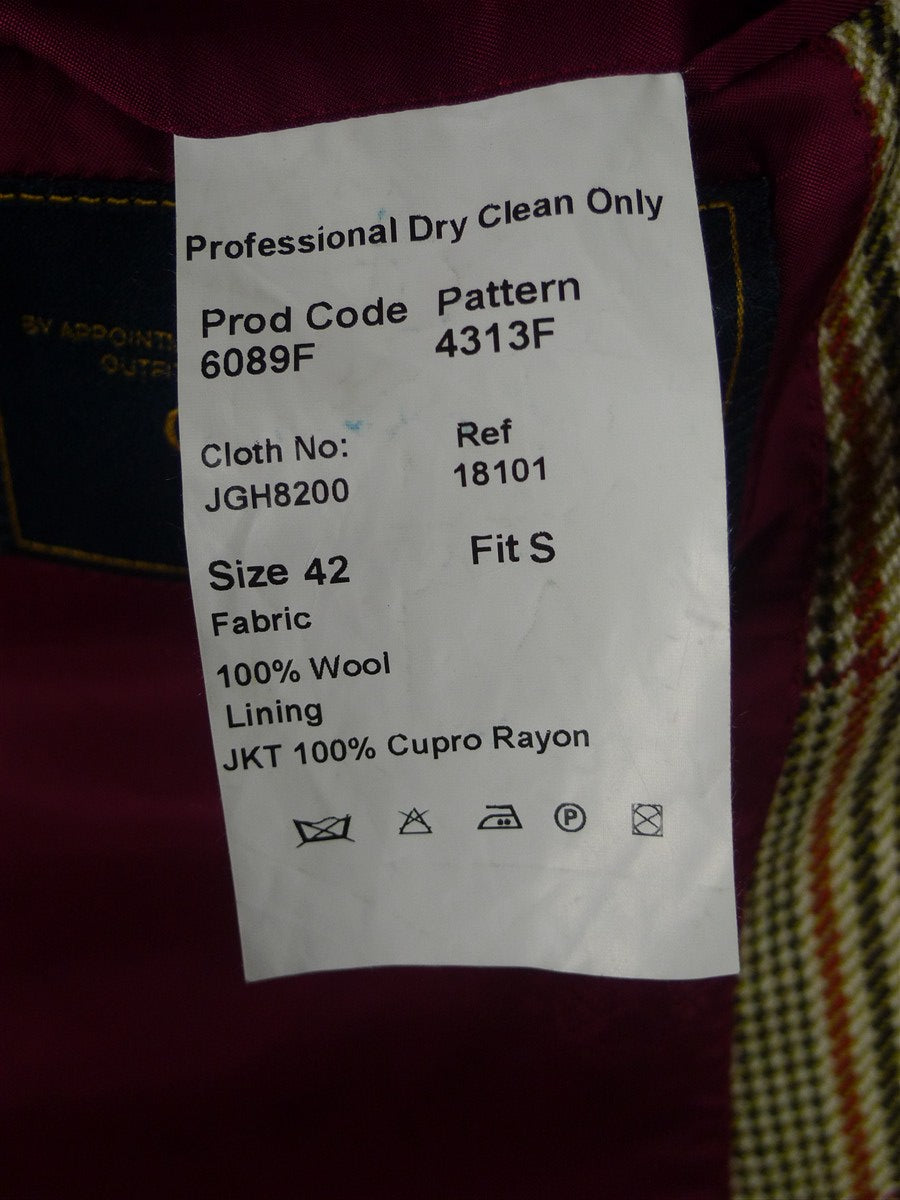 Professional Dry Clean Only
Prod Code Pattern
6089F 4313F
Cloth No: Ref
JGH8200 18101
Size 42 Fit S
Fabric
100% Wool
Lining
JKT 100% Cupro Rayon
P
BY